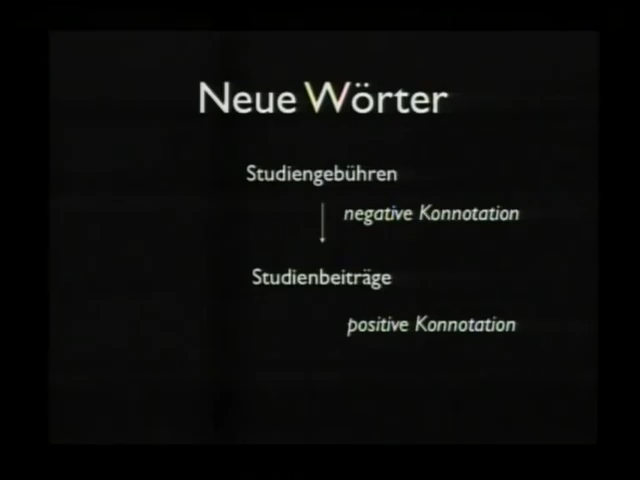 Neue Wörter
Studiengebühren
negative Konnotation
Studienbeiträge
positive Konnotation